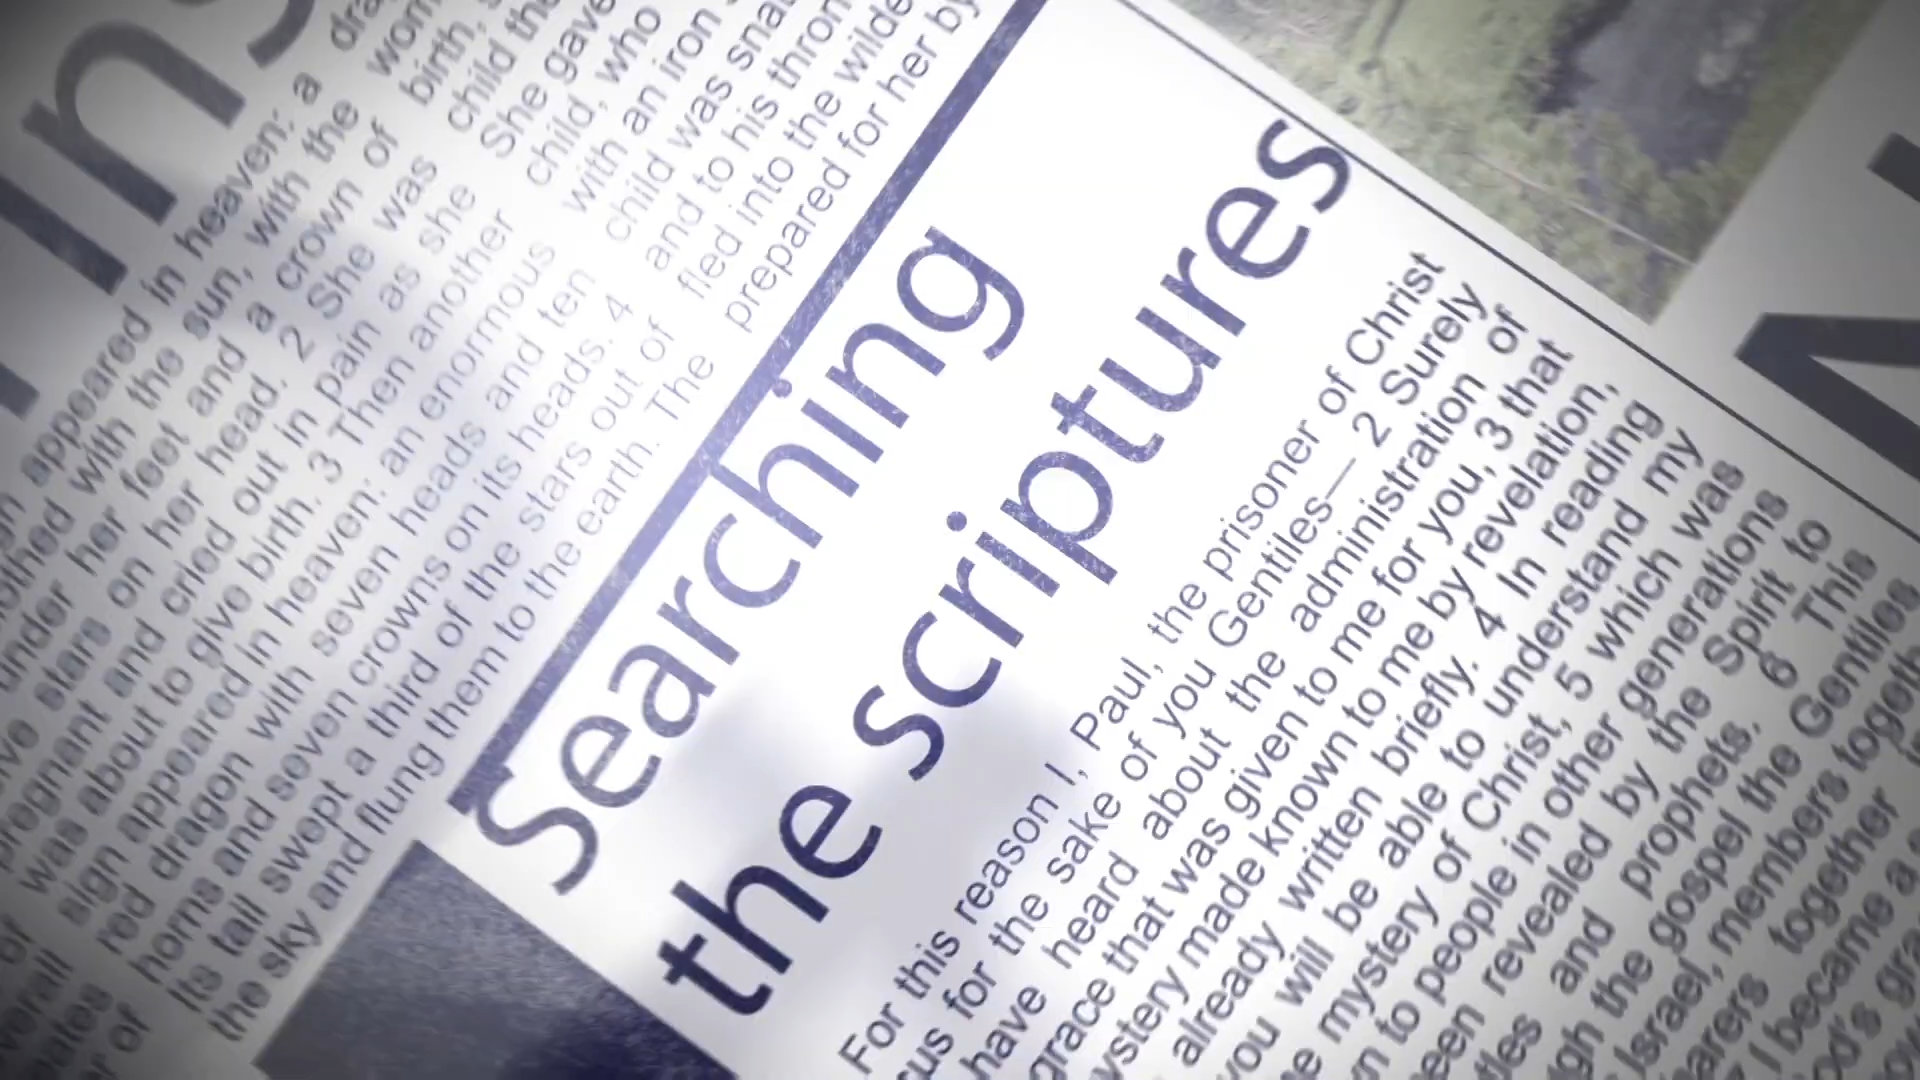 ins
dra
appeared in heaven: a wom
clothed with the sun, with the
under her feet and a crown of
stars on her head. 2 She was
pregnant and cried out in pain as she
was about to give birth. 3 Then another
sign appeared in heaven: an enormous
red dragon with seven heads and ten
horns and seven crowns on its heads. 4
Its tail swept a third of the stars out of
the sky and flung them to the earth. The
birth,
child the
She gave
child, who
with an iron
child was sna
and to his thron
fled into the wilde
prepared for her by
Searching
the scriptures
For this reason I, Paul, the prisoner of Christ
for the sake of you Gentiles— 2 Surely
have heard about the administration of
grace that was given to me for you, 3 that
mystery made known to me by revelation,
already written briefly. 4 In reading
you will be able to understand my
mystery of Christ, 5 which was
to people in other generations
been revealed by the Spirit to
and prophets. 6 This
the gospel the Gentiles
Israel, members togeth
together
I became a
God's gra